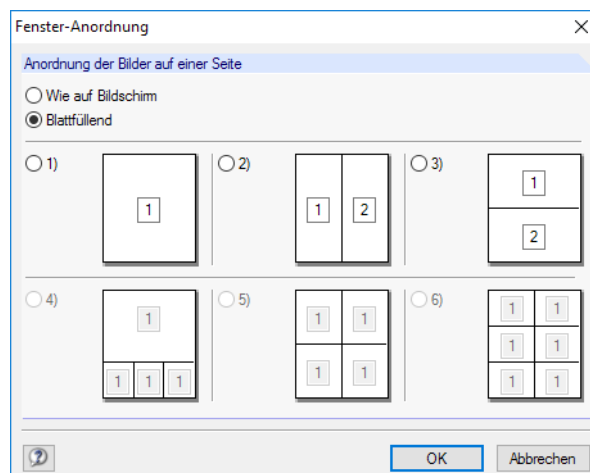 Fenster-Anordnung
Anordnung der Bilder auf einer Seite
Wie auf Bildschirm
Blattfüllend
1) 1 2) 1 2 3) 1
2
4) 1 5) 1 1 6) 1 1
1 1
1 1 1 1 1 1 1
OK Abbrechen